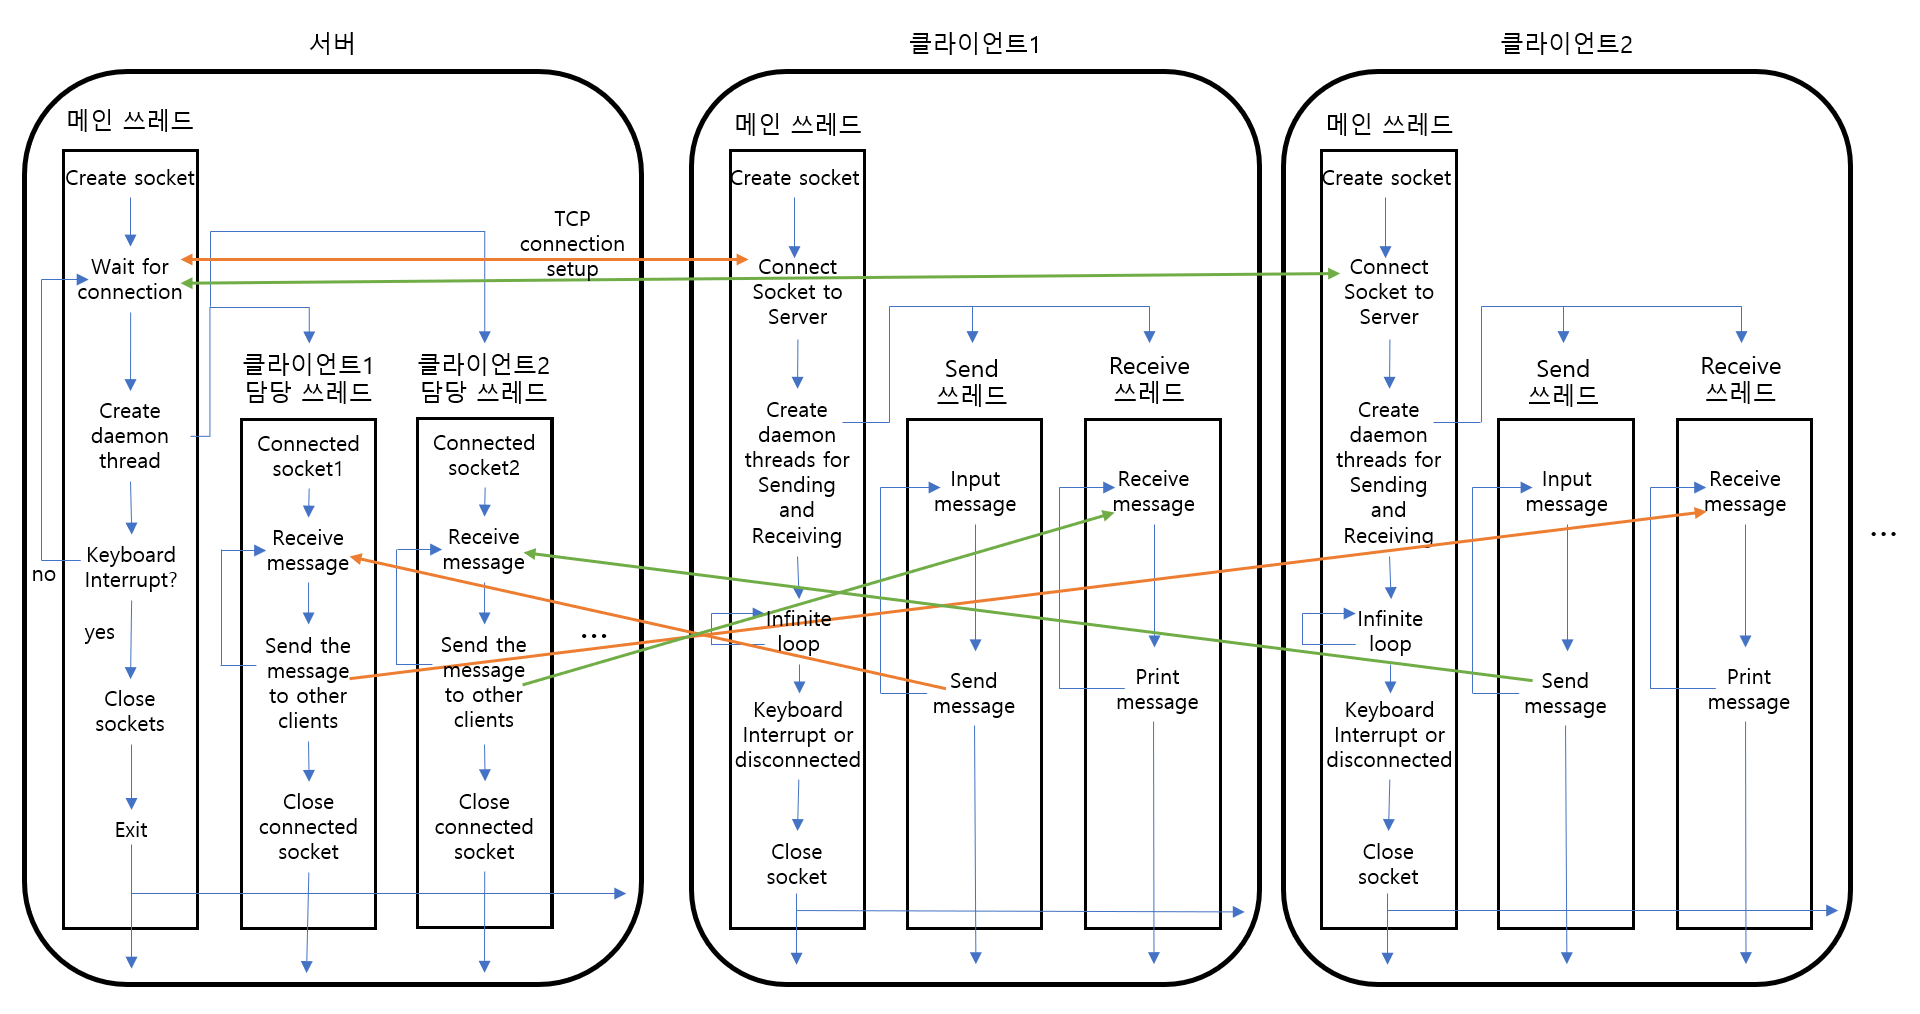 서버
메인 쓰레드
Create socket
Wait for
connection
Create
daemon
thread
Keyboard
Interrupt?
no
yes
Close
sockets
Exit
TCP
connection
setup
클라이언트1
담당 쓰레드
Connected
socket1
Receive
message
Send the
message
to other
clients
Close
connected
socket
클라이언트2
담당 쓰레드
Connected
socket2
Receive
message
Send the
message
to other
clients
Close
connected
socket
...
클라이언트1
메인 쓰레드
Create socket
Connect
Socket to
Server
Create
daemon
threads for
Sending
and
Receiving
Infinite
loop
Keyboard
Interrupt or
disconnected
Close
socket
Send
쓰레드
Input
message
Send
message
Receive
쓰레드
Receive
message
Print
message
클라이언트2
메인 쓰레드
Create socket
Connect
Socket to
Server
Create
daemon
threads for
Sending
and
Receiving
Infinite
loop
Keyboard
Interrupt or
disconnected
Close
socket
Send
쓰레드
Input
message
Send
message
Receive
쓰레드
Receive
message
Print
message
...